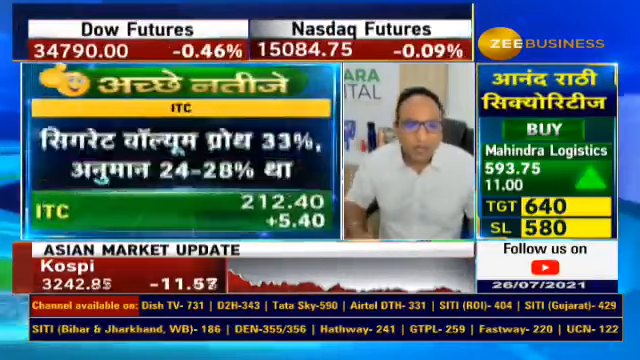 Dow Futures
34790.00 -0.46%
Nasdaq Futures
15084.75 -0.09%
ZEEBUSINESS
अच्छे नतीजे
ITC
सिगरेट वॉल्यूम ग्रोथ 33%,
अनुमान 24-28% था
ITC
212.40
+5.40
ARA
ITAL
आनंद राठी
सिक्योरिटीज
BUY
Mahindra Logistics
593.75
11.00
TGT 640
SL 580
ASIAN MARKET UPDATE
Kospi
3242.85 -11.57
Follow us on
26/07/2021
Channel available on: Dish TV- 731 | D2H-343 | Tata Sky-590 | Airtel DTH- 331 | SITI (RDI)- 404 | SITI (Gujarat)- 429
SITI (Bihar & Jharkhand, WB)- 186 | DEN-355/356 | Hathway- 241 | GTPL- 259 | Fastway- 220 | UCN- 122